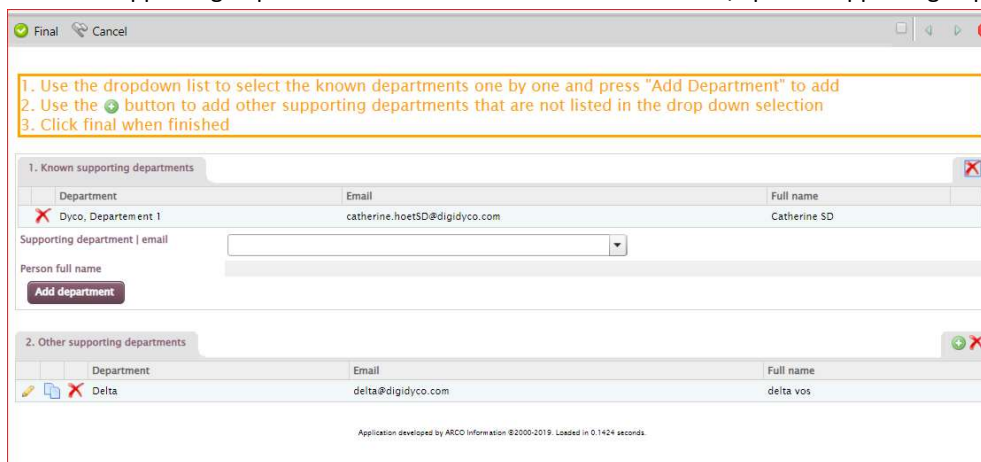 Final Cancel
1. Use the dropdown list to select the known departments one by one and press "Add Department" to add
2. Use the button to add other supporting departments that are not listed in the drop down selection
3. Click final when finished
1. Known supporting departments
Department Email Full name
Dyco, Departement 1 catherine.hoetSD@digidyco.com Catherine SD
Supporting department | email
Person full name
Add department
2. Other supporting departments
Department Email Full name
Delta delta@digidyco.com delta vos
Application developed by ARCO Information ©2000-2019. Loaded in 0.1424 seconds.